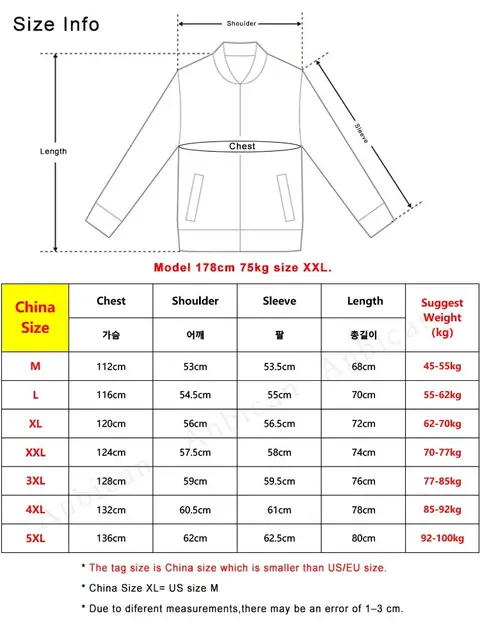 Size Info
Shoulder
Length
Chest
Sleeve
Model 178cm 75kg size XXL.
China Size Chest Shoulder Sleeve Length Suggest Weight (kg)
가슴 어깨 팔 총길이
M 112cm 53cm 53.5cm 68cm 45-55kg
L 116cm 54.5cm 55cm 70cm 55-62kg
XL 120cm 56cm 56.5cm 72cm 62-70kg
XXL 124cm 57.5cm 58cm 74cm 70-77kg
3XL 128cm 59cm 59.5cm 76cm 77-85kg
4XL 132cm 60.5cm 61cm 78cm 85-92kg
5XL 136cm 62cm 62.5cm 80cm 92-100kg
* The tag size is China size which is smaller than US/EU size.
* China Size XL= US size M
* Due to diferent measurements,there may be an error of 1–3 cm.
Anbican Anbican Anbican